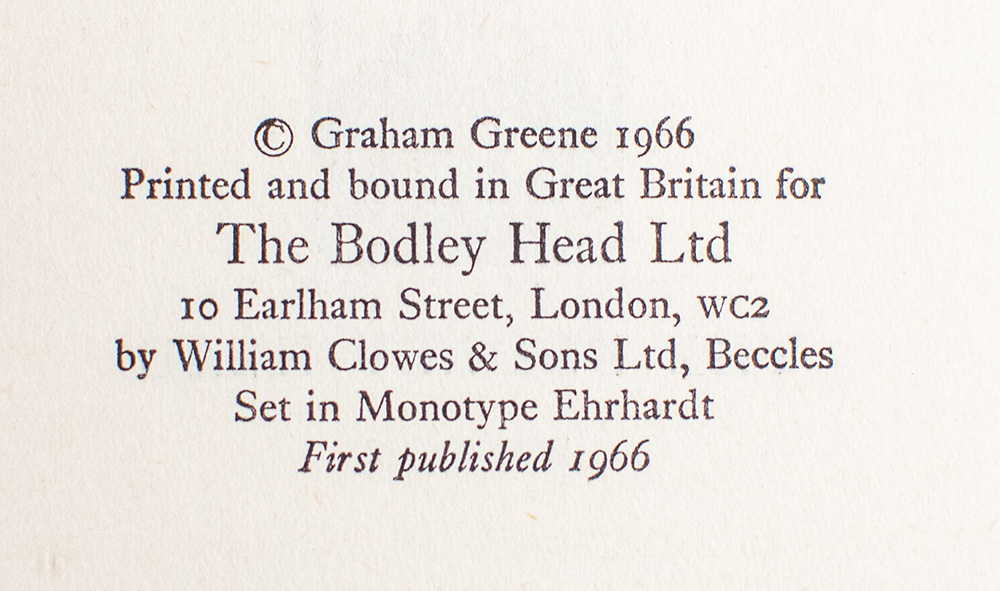 © Graham Greene 1966
Printed and bound in Great Britain for
The Bodley Head Ltd
10 Earlham Street, London, WC2
by William Clowes & Sons Ltd, Beccles
Set in Monotype Ehrhardt
First published 1966